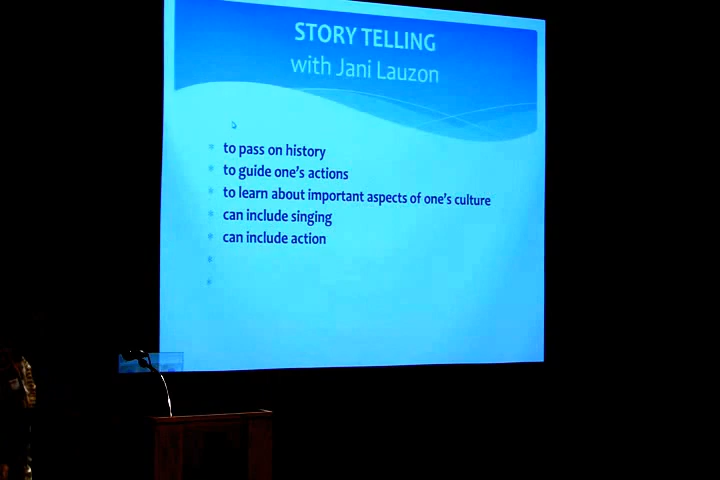 STORY TELLING
with Jani Lauzon
to pass on history
to guide one's actions
to learn about important aspects of one's culture
can include singing
can include action